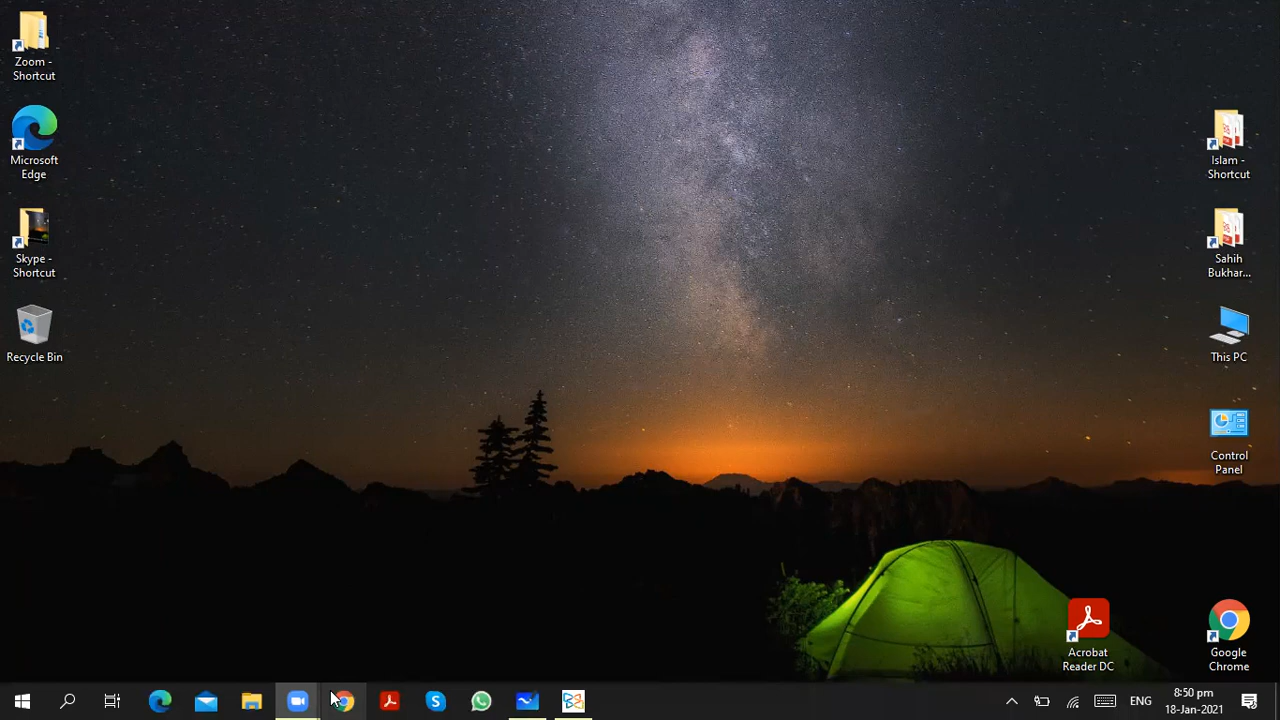 Zoom -
Shortcut
Microsoft
Edge
Skype -
Shortcut
Recycle Bin
Islam -
Shortcut
Sahih
Bukhar...
This PC
Control
Panel
Acrobat
Reader DC
Google
Chrome
ENG
8:50 pm
18-Jan-2021